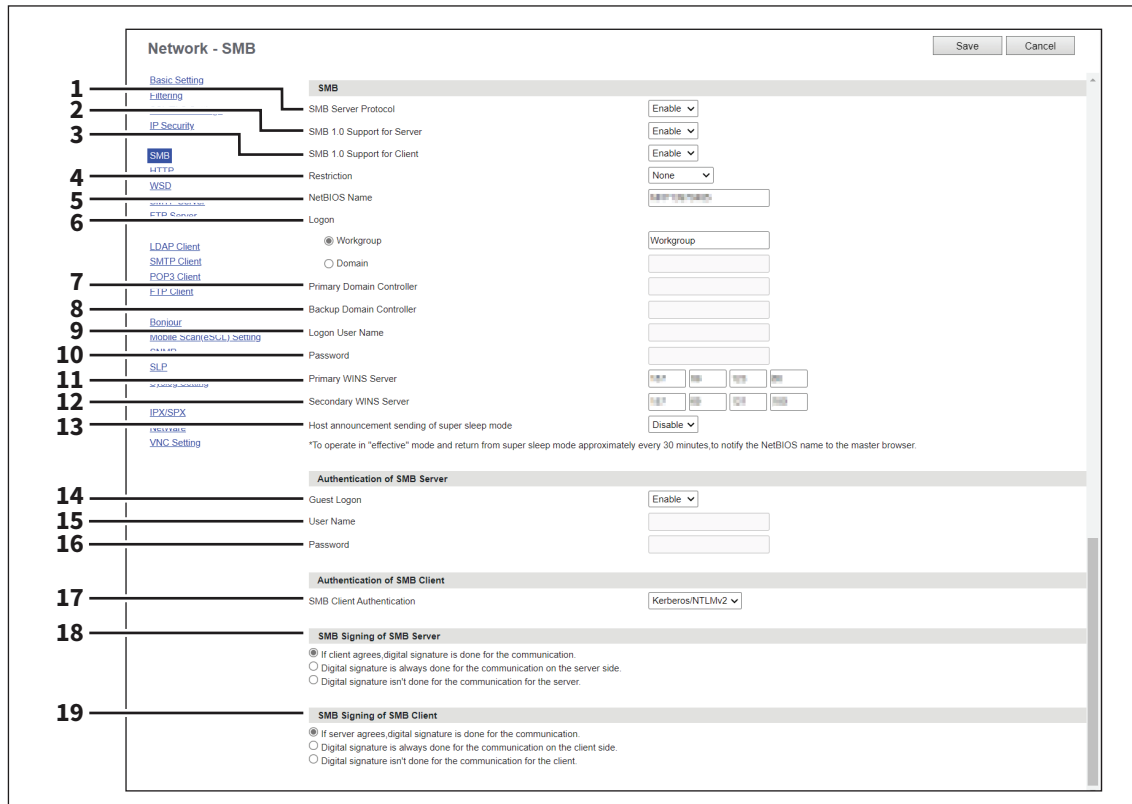 Network - SMB
Save Cancel
Basic Setting
Filtering
IP Security
SMB
HTTP
WSD
SMTP Server
FTP Server
LDAP Client
SMTP Client
POP3 Client
FTP Client
Bonjour
Mobile Scan(eSCL) Setting
SNMP
SLP
Syslog Setting
IPX/SPX
NetWare
VNC Setting
SMB
1 SMB Server Protocol Enable
2 SMB 1.0 Support for Server Enable
3 SMB 1.0 Support for Client Enable
4 Restriction None
5 NetBIOS Name
6 Logon
Workgroup Workgroup
Domain
7 Primary Domain Controller
8 Backup Domain Controller
9 Logon User Name
10 Password
11 Primary WINS Server
12 Secondary WINS Server
13 Host announcement sending of super sleep mode Disable
*To operate in "effective" mode and return from super sleep mode approximately every 30 minutes,to notify the NetBIOS name to the master browser.
Authentication of SMB Server
14 Guest Logon Enable
15 User Name
16 Password
Authentication of SMB Client
17 SMB Client Authentication Kerberos/NTLMv2
18 SMB Signing of SMB Server
If client agrees,digital signature is done for the communication.
Digital signature is always done for the communication on the server side.
Digital signature isn't done for the communication for the server.
19 SMB Signing of SMB Client
If server agrees,digital signature is done for the communication.
Digital signature is always done for the communication on the client side.
Digital signature isn't done for the communication for the client.